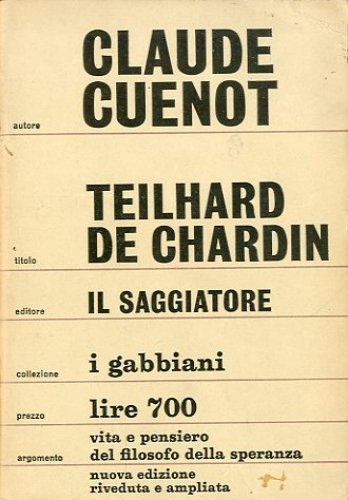 autore CLAUDE
CUENOT
titolo TEILHARD
DE CHARDIN
editore IL SAGGIATORE
collezione i gabbiani
prezzo lire 700
argomento vita e pensiero
del filosofo della speranza
nuova edizione
riveduta e ampliata